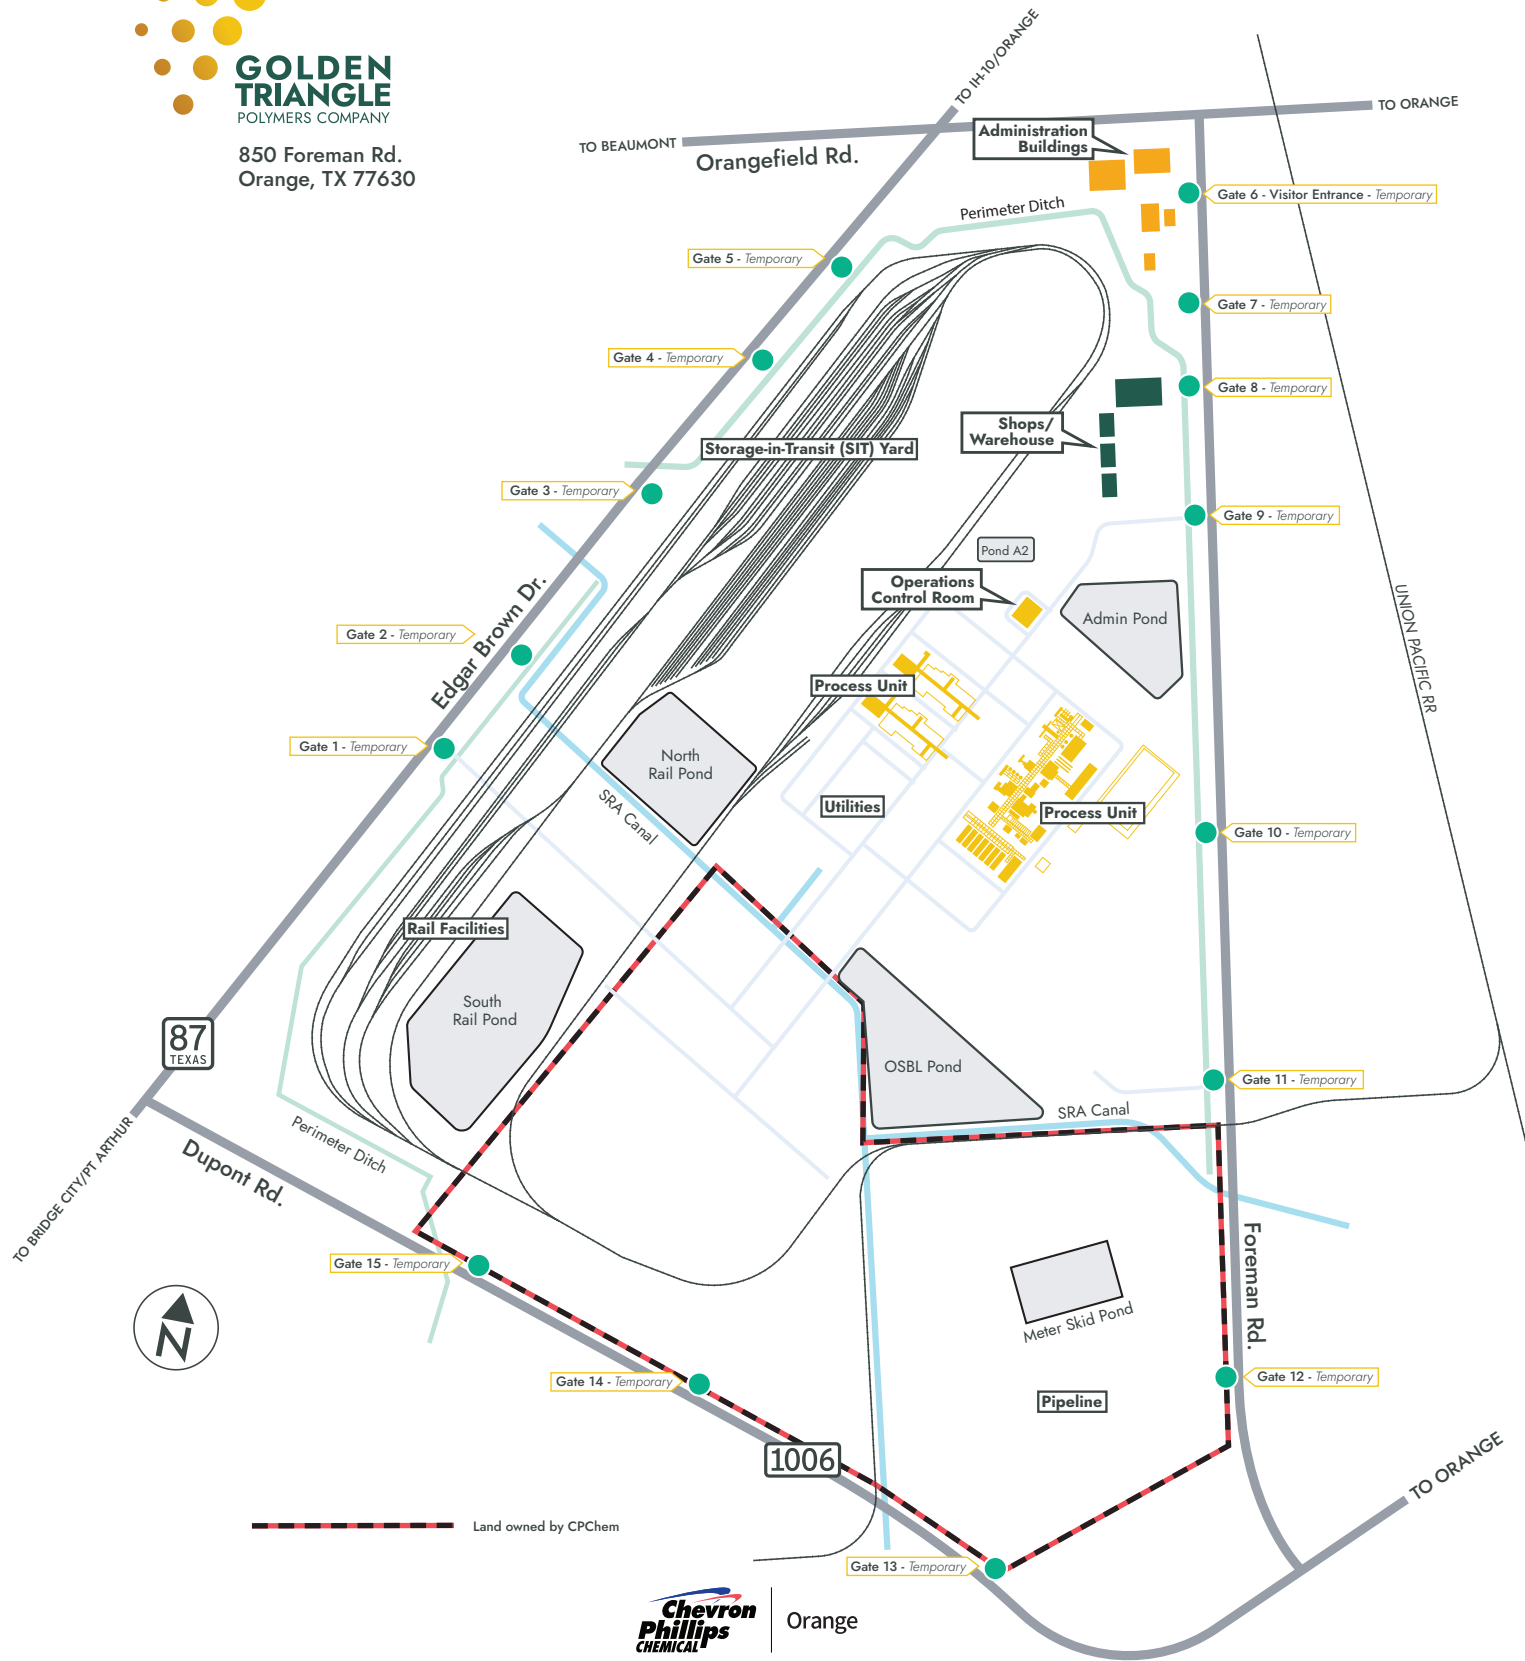 GOLDEN
TRIANGLE
POLYMERS COMPANY
850 Foreman Rd.
Orange, TX 77630
TO IH-10/ORANGE
TO ORANGE
TO BEAUMONT
Orangefield Rd.
Administration
Buildings
Gate 6 - Visitor Entrance - Temporary
Perimeter Ditch
Gate 5 - Temporary
Gate 7 - Temporary
Gate 4 - Temporary
Gate 8 - Temporary
Shops/
Warehouse
Storage-in-Transit (SIT) Yard
Gate 3 - Temporary
Gate 9 - Temporary
Pond A2
Operations
Control Room
Admin Pond
UNION PACIFIC RR
Edgar Brown Dr.
Gate 2 - Temporary
Process Unit
Gate 1 - Temporary
North
Rail Pond
SRA Canal
Utilities
Process Unit
Gate 10 - Temporary
Rail Facilities
South
Rail Pond
87
TEXAS
OSBL Pond
Gate 11 - Temporary
SRA Canal
Perimeter Ditch
TO BRIDGE CITY/PT ARTHUR
Dupont Rd.
Gate 15 - Temporary
Foreman Rd.
Meter Skid Pond
N
Gate 14 - Temporary
Gate 12 - Temporary
Pipeline
1006
TO ORANGE
Land owned by CPChem
Gate 13 - Temporary
Chevron
Phillips
CHEMICAL
Orange